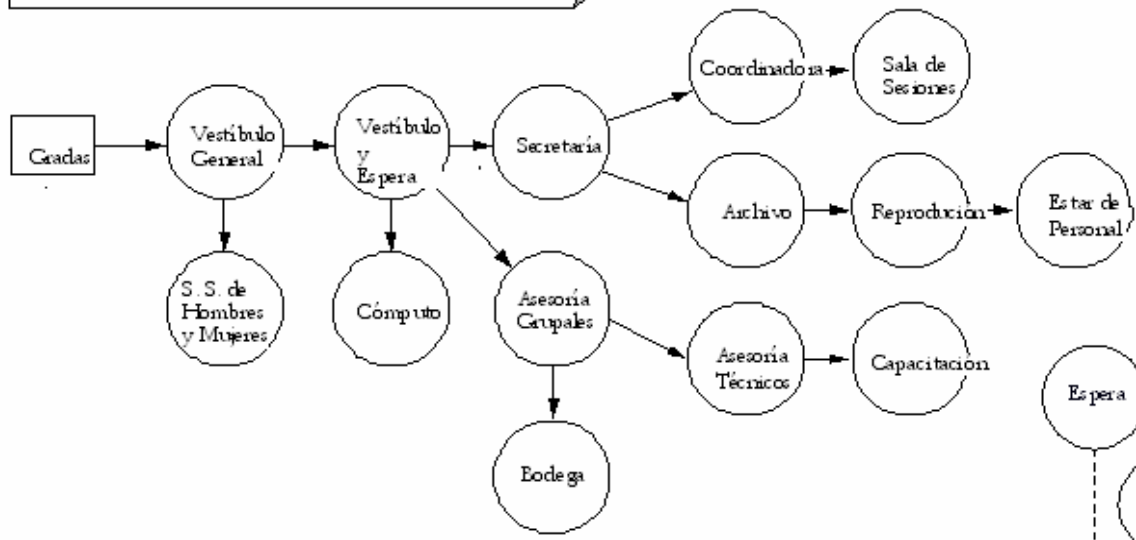 Coordinadora
Sala de
Sesiones
Gradas
Vestíbulo
General
Vestíbulo
y
Espera
Secretaría
Archivo
Reprodución
Estar de
Personal
S. S. de
Hombres
y Mujeres
Cómputo
Asesoría
Grupales
Asesoría
Técnicos
Capacitación
Espera
Bodega